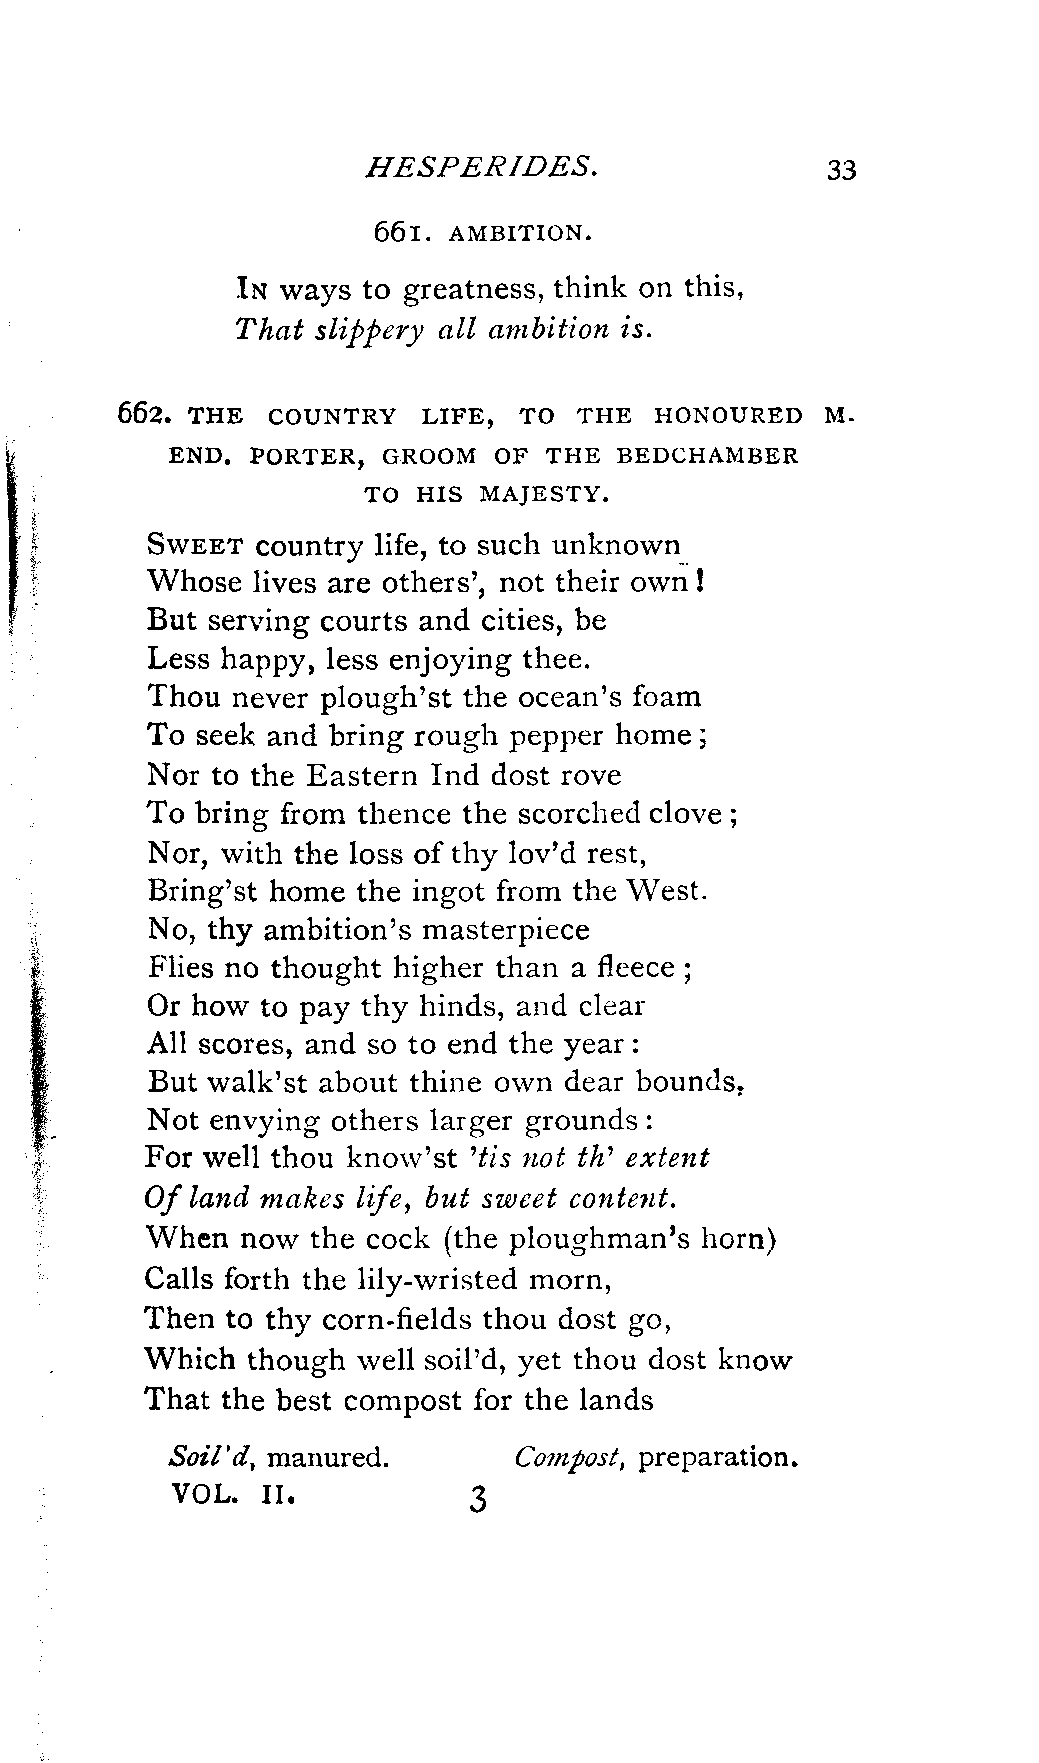 HESPERIDES. 33
661. AMBITION.
IN ways to greatness, think on this,
That slippery all ambition is.
662. THE COUNTRY LIFE, TO THE HONOURED M.
END. PORTER, GROOM OF THE BEDCHAMBER
TO HIS MAJESTY.
SWEET country life, to such unknown
Whose lives are others', not their own!
But serving courts and cities, be
Less happy, less enjoying thee.
Thou never plough'st the ocean's foam
To seek and bring rough pepper home;
Nor to the Eastern Ind dost rove
To bring from thence the scorched clove;
Nor, with the loss of thy lov'd rest,
Bring'st home the ingot from the West.
No, thy ambition's masterpiece
Flies no thought higher than a fleece;
Or how to pay thy hinds, and clear
All scores, and so to end the year:
But walk'st about thine own dear bounds,
Not envying others larger grounds:
For well thou know'st 'tis not th' extent
Of land makes life, but sweet content.
When now the cock (the ploughman's horn)
Calls forth the lily-wristed morn,
Then to thy corn-fields thou dost go,
Which though well soil'd, yet thou dost know
That the best compost for the lands
Soil'd, manured. Compost, preparation.
VOL. II. 3